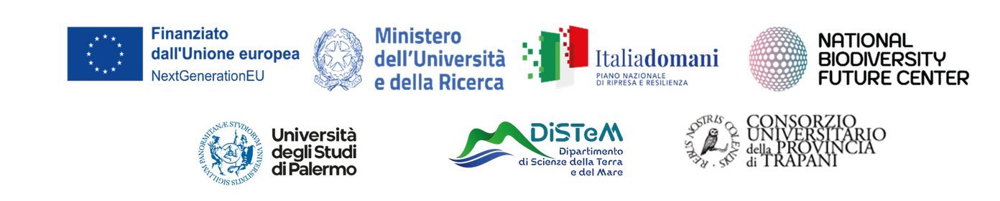 Finanziato
dall'Unione europea
NextGenerationEU
Ministero
dell'Università
e della Ricerca
Italiadomani
PIANO NAZIONALE
DI RIPRESA E RESILIENZA
NATIONAL
BIODIVERSITY
FUTURE CENTER
SIGILLVM PANORMITANÆ STVDIORVM VNIVERSITATIS
Università
degli Studi
di Palermo
DiSTeM
Dipartimento
di Scienze della Terra
e del Mare
REBUS NOSTRIS COLENDIS
CONSORZIO
UNIVERSITARIO
della PROVINCIA
di TRAPANI